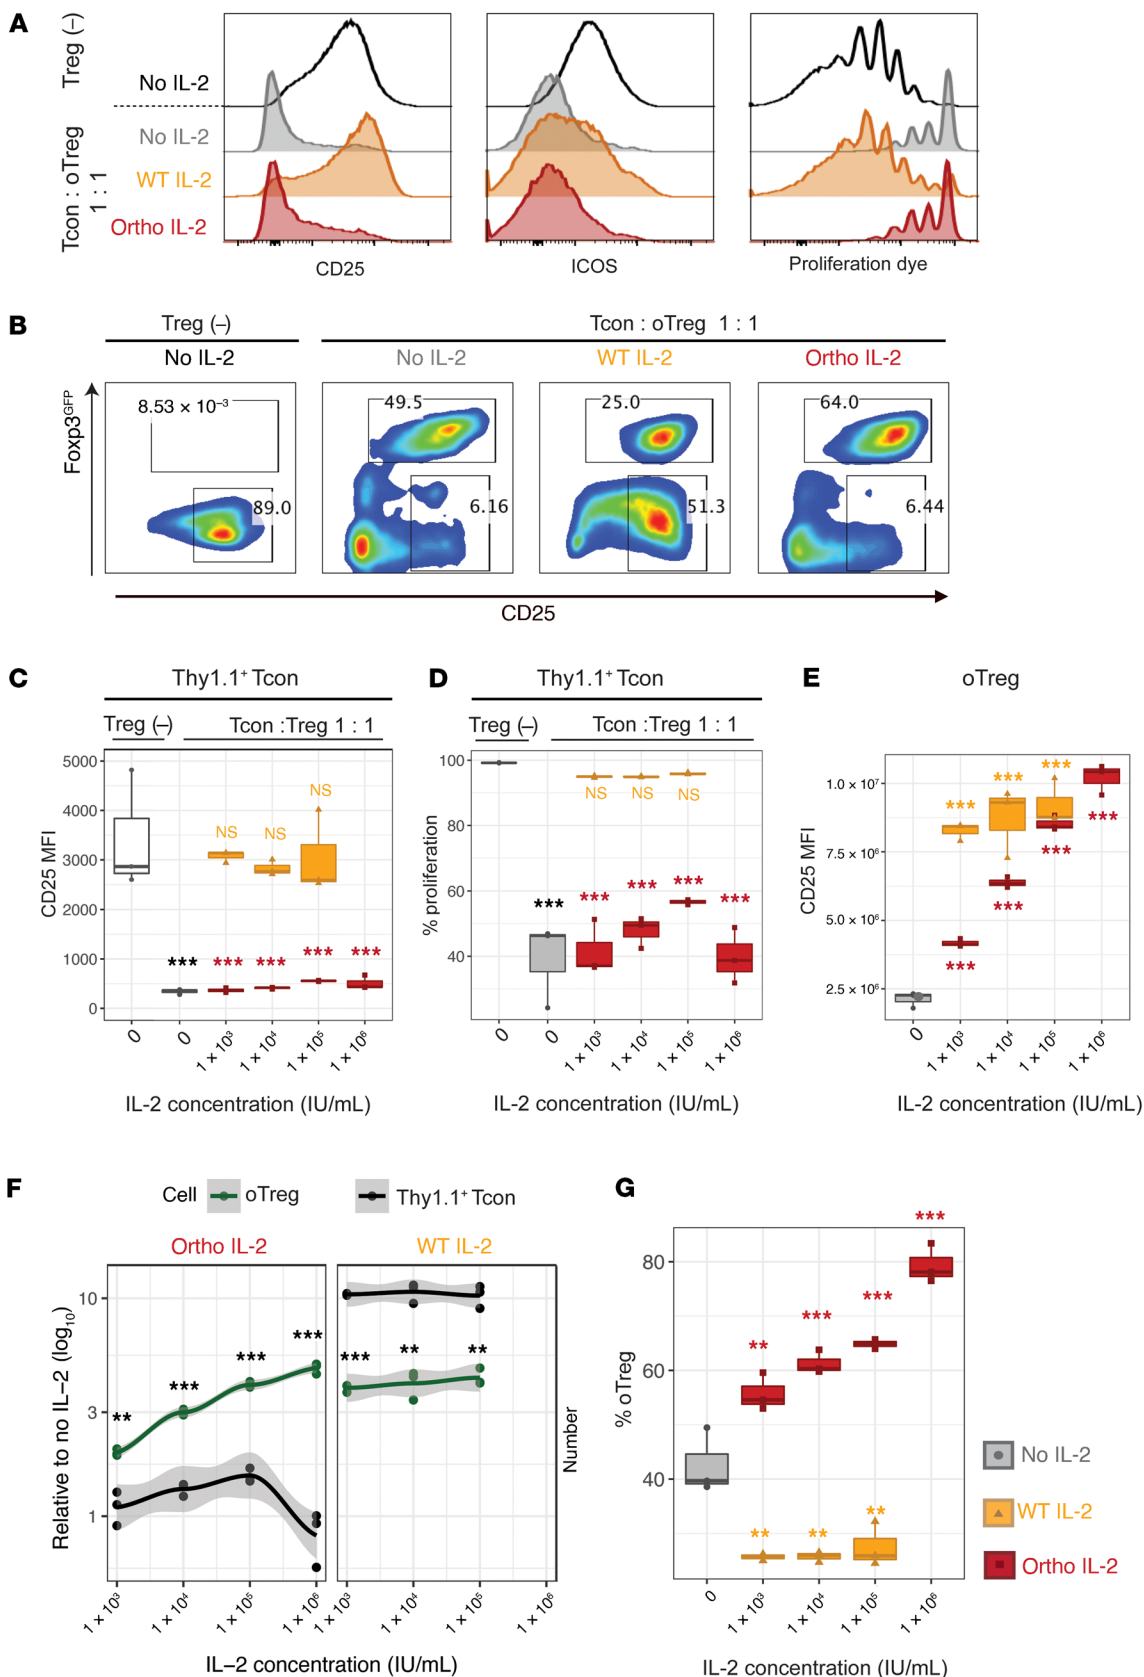 A
Treg (–)
No IL-2
Tcon : oTreg
1 : 1
No IL-2
WT IL-2
Ortho IL-2
CD25
ICOS
Proliferation dye
B
Treg (–)
Tcon : oTreg 1 : 1
No IL-2
No IL-2
WT IL-2
Ortho IL-2
Foxp3GFP
8.53 × 10⁻³
89.0
49.5
6.16
25.0
51.3
64.0
6.44
CD25
C
Thy1.1⁺ Tcon
Treg (–)
Tcon :Treg 1 : 1
CD25 MFI
5000
4000
3000
2000
1000
0
NS
NS
NS
***
***
***
***
***
0
0
1 × 10³
1 × 10⁴
1 × 10⁵
1 × 10⁶
IL-2 concentration (IU/mL)
D
Thy1.1⁺ Tcon
Treg (–)
Tcon :Treg 1 : 1
% proliferation
100
80
60
40
NS
NS
NS
***
***
***
***
***
0
0
1 × 10³
1 × 10⁴
1 × 10⁵
1 × 10⁶
IL-2 concentration (IU/mL)
E
oTreg
CD25 MFI
1.0 × 10⁷
7.5 × 10⁶
5.0 × 10⁶
2.5 × 10⁶
***
***
***
***
***
***
***
0
1 × 10³
1 × 10⁴
1 × 10⁵
1 × 10⁶
IL-2 concentration (IU/mL)
F
Cell
oTreg
Thy1.1⁺ Tcon
Ortho IL-2
WT IL-2
Relative to no IL–2 (log₁₀)
10
3
1
**
***
***
***
***
**
**
Number
1 × 10³
1 × 10⁴
1 × 10⁵
1 × 10⁶
1 × 10³
1 × 10⁴
1 × 10⁵
1 × 10⁶
IL–2 concentration (IU/mL)
G
% oTreg
80
60
40
**
***
***
***
**
**
**
0
1 × 10³
1 × 10⁴
1 × 10⁵
1 × 10⁶
IL-2 concentration (IU/mL)
No IL-2
WT IL-2
Ortho IL-2